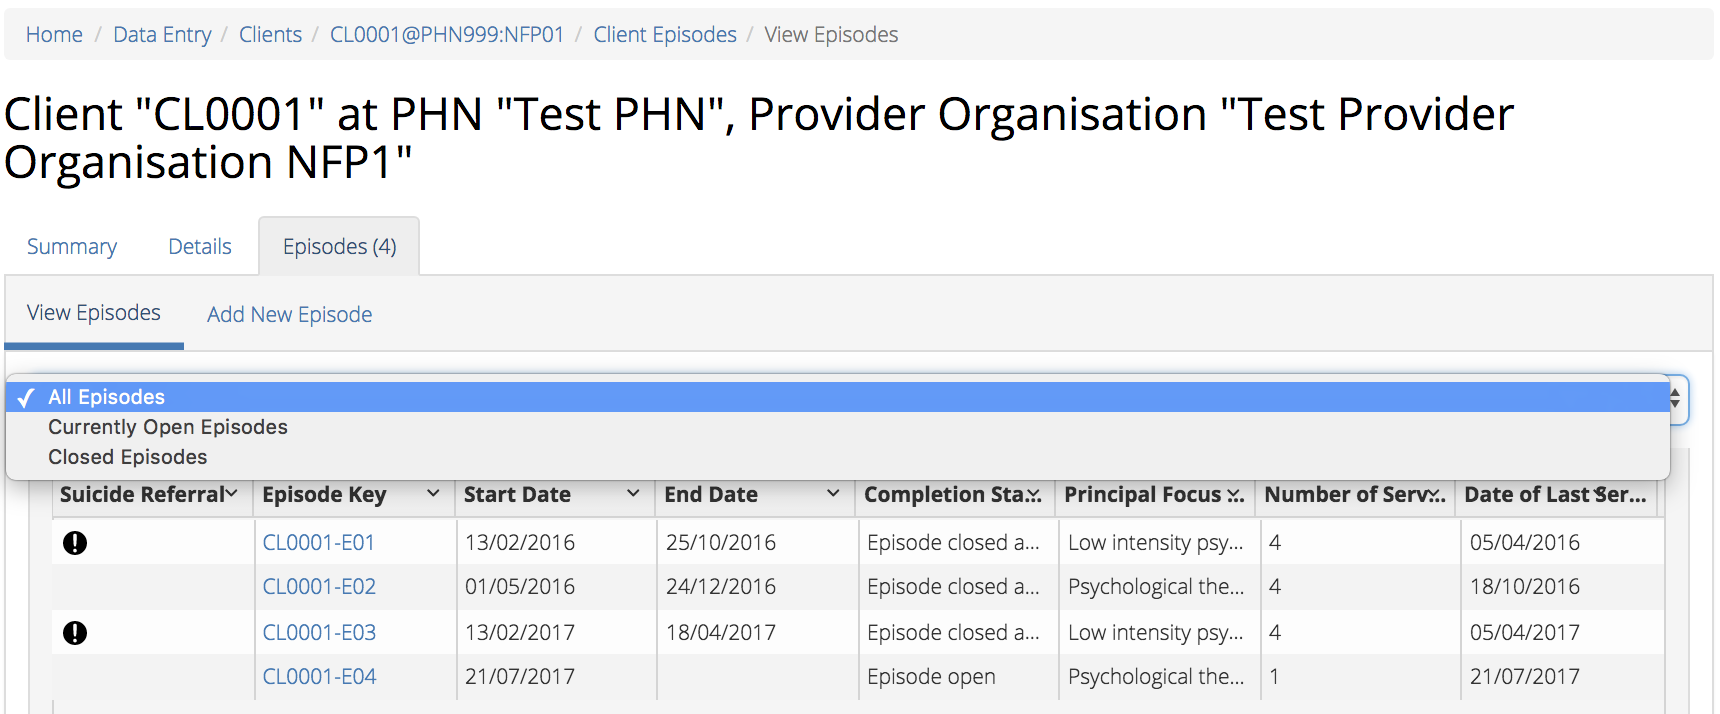 Home / Data Entry / Clients / CL0001@PHN999:NFP01 / Client Episodes / View Episodes
Client "CL0001" at PHN "Test PHN", Provider Organisation "Test Provider
Organisation NFP1"
Summary Details Episodes (4)
View Episodes Add New Episode
✓ All Episodes
Currently Open Episodes
Closed Episodes
Suicide Referral Episode Key Start Date End Date Completion Sta... Principal Focus ... Number of Serv... Date of Last Ser...
CL0001-E01 13/02/2016 25/10/2016 Episode closed a... Low intensity psy... 4 05/04/2016
CL0001-E02 01/05/2016 24/12/2016 Episode closed a... Psychological the... 4 18/10/2016
CL0001-E03 13/02/2017 18/04/2017 Episode closed a... Low intensity psy... 4 05/04/2017
CL0001-E04 21/07/2017 Episode open Psychological the... 1 21/07/2017